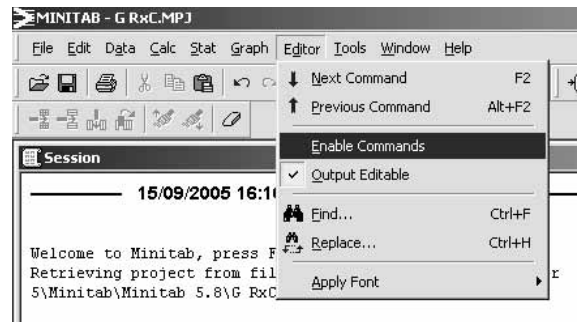 MINITAB - G RxC.MPJ
File Edit Data Calc Stat Graph Editor Tools Window Help
Next Command F2
Previous Command Alt+F2
Enable Commands
Output Editable
Find... Ctrl+F
Replace... Ctrl+H
Apply Font
Session
15/09/2005 16:1
Welcome to Minitab, press F
Retrieving project from fil r
5\Minitab\Minitab 5.8\G RxC